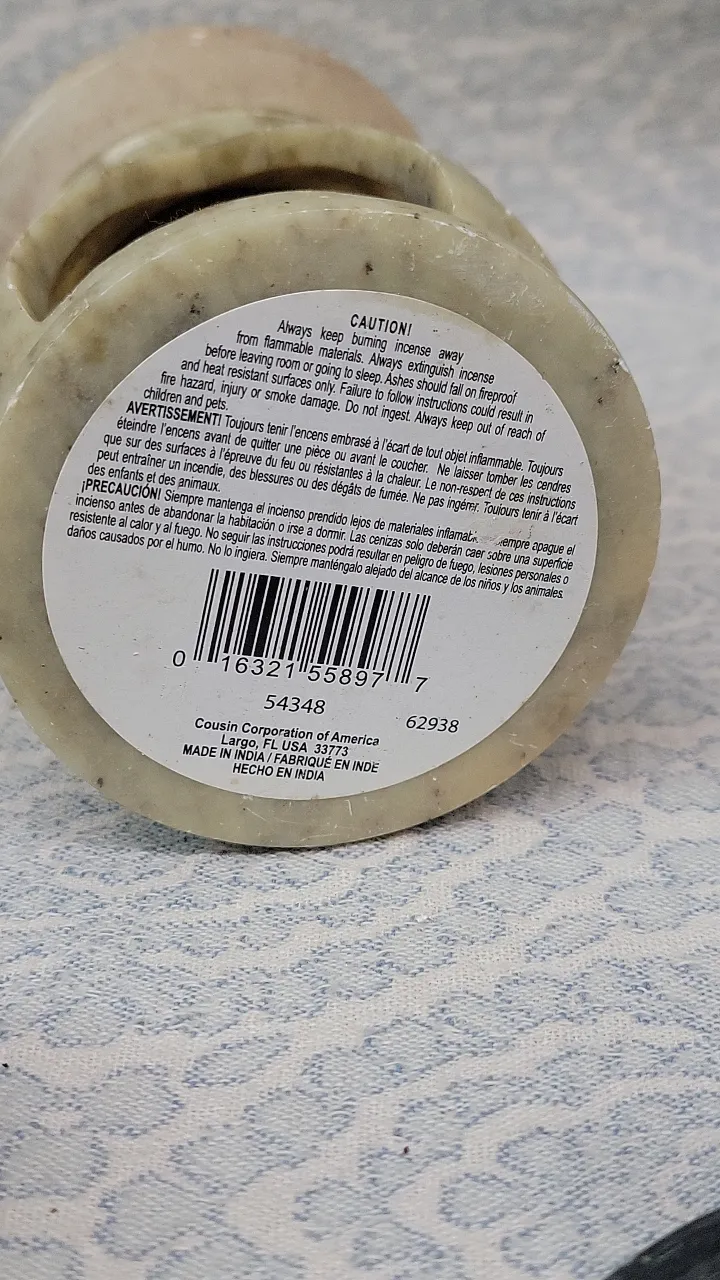 CAUTION!
Always keep burning incense away
from flammable materials. Always extinguish incense
before leaving room or going to sleep. Ashes should fall on fireproof
and heat resistant surfaces only. Failure to follow instructions could result in
fire hazard, injury or smoke damage. Do not ingest. Always keep out of reach of
children and pets.
AVERTISSEMENT! Toujours tenir l'encens embrasé à l'écart de tout objet inflammable. Toujours
éteindre l'encens avant de quitter une pièce ou avant le coucher. Ne laisser tomber les cendres
que sur des surfaces à l'épreuve du feu ou résistantes à la chaleur. Le non-respect de ces instructions
peut entraîner un incendie, des blessures ou des dégâts de fumée. Ne pas ingérer. Toujours tenir à l'écart
des enfants et des animaux.
¡PRECAUCIÓN! Siempre mantenga el incienso prendido lejos de materiales apague el
incienso antes de abandonar la habitación o irse a dormir. Las cenizas solo deberán caer sobre una superficie
resistente al calor y al fuego. No seguir las instrucciones podrá resultar en peligro de fuego, lesiones personales o
daños causados por el humo. No lo ingiera. Siempre manténgalo alejado del alcance de los niños y los animales.
0 16321 55897 7
54348
62938
Cousin Corporation of America
Largo, FL USA 33773
MADE IN INDIA / FABRIQUÉ EN INDE
HECHO EN INDIA